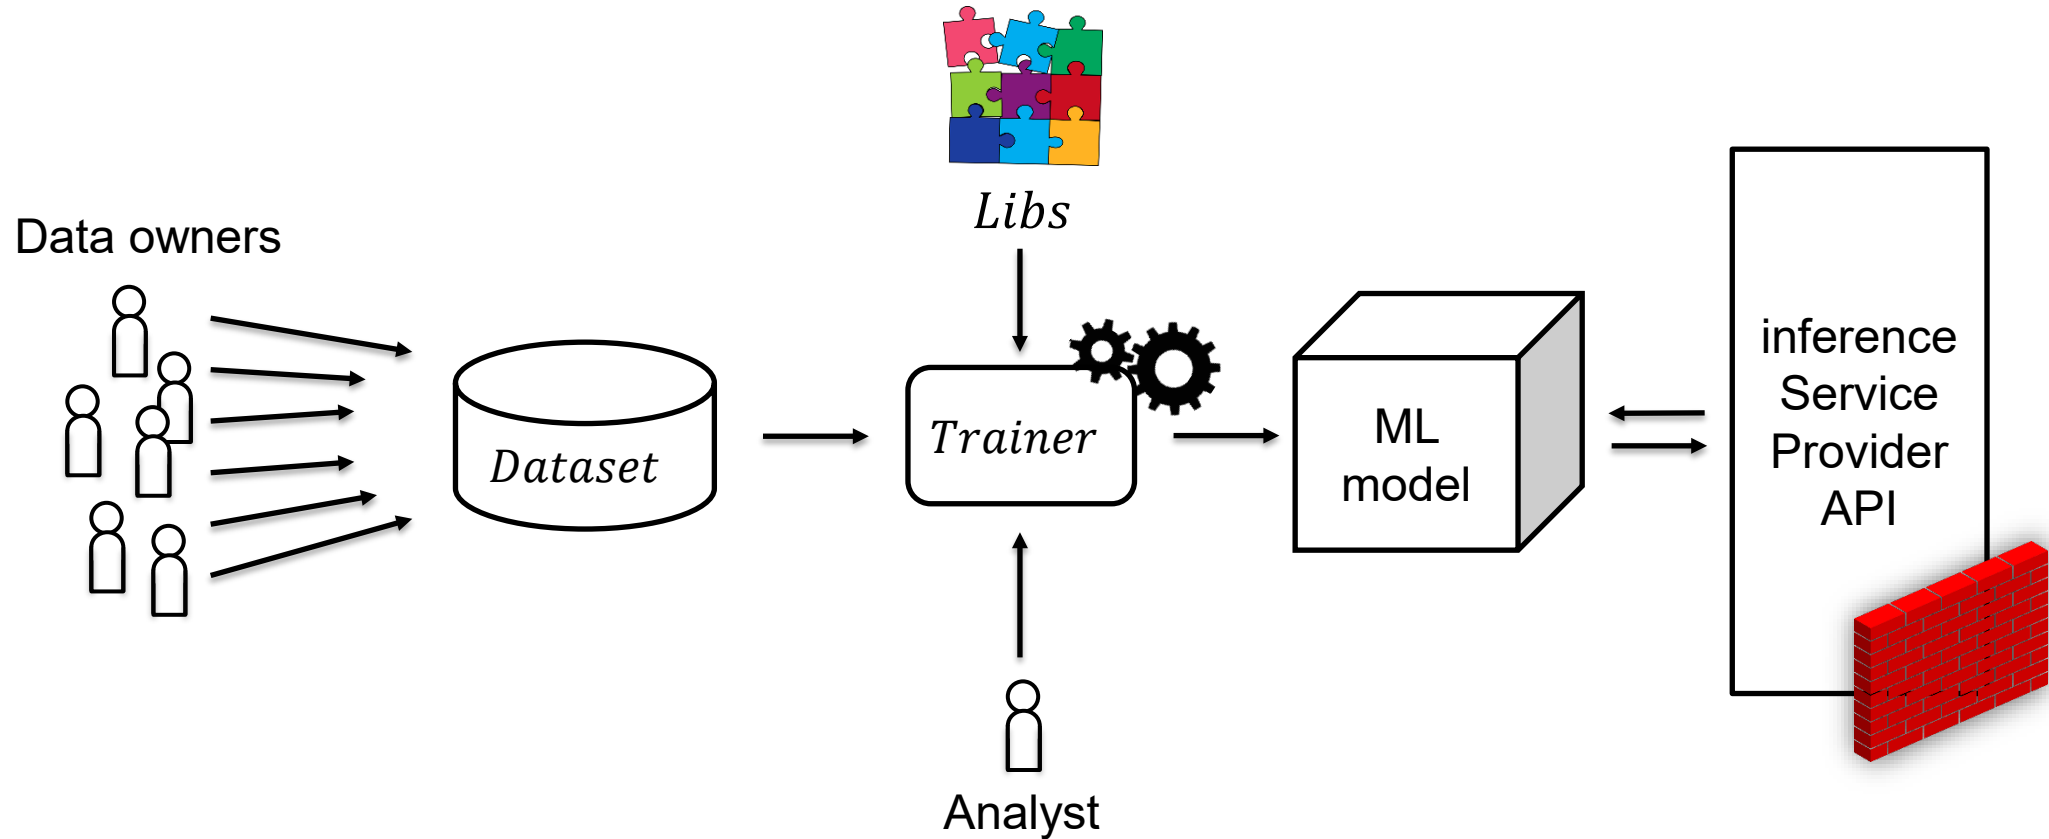 Libs
Data owners
Dataset
Trainer
ML
model
inference
Service
Provider
API
Analyst